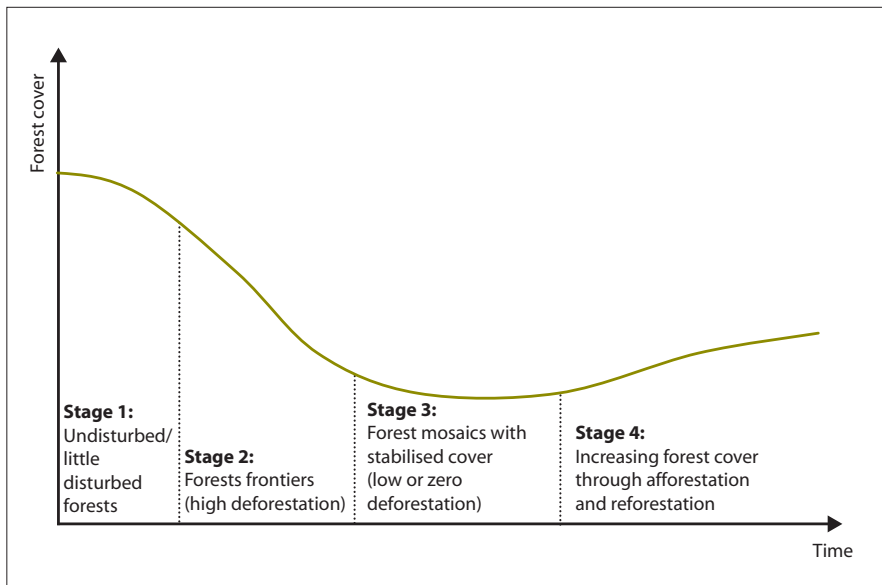 Forest cover
Stage 1:
Undisturbed/
little
disturbed
forests
Stage 2:
Forests frontiers
(high deforestation)
Stage 3:
Forest mosaics with
stabilised cover
(low or zero
deforestation)
Stage 4:
Increasing forest cover
through afforestation
and reforestation
Time